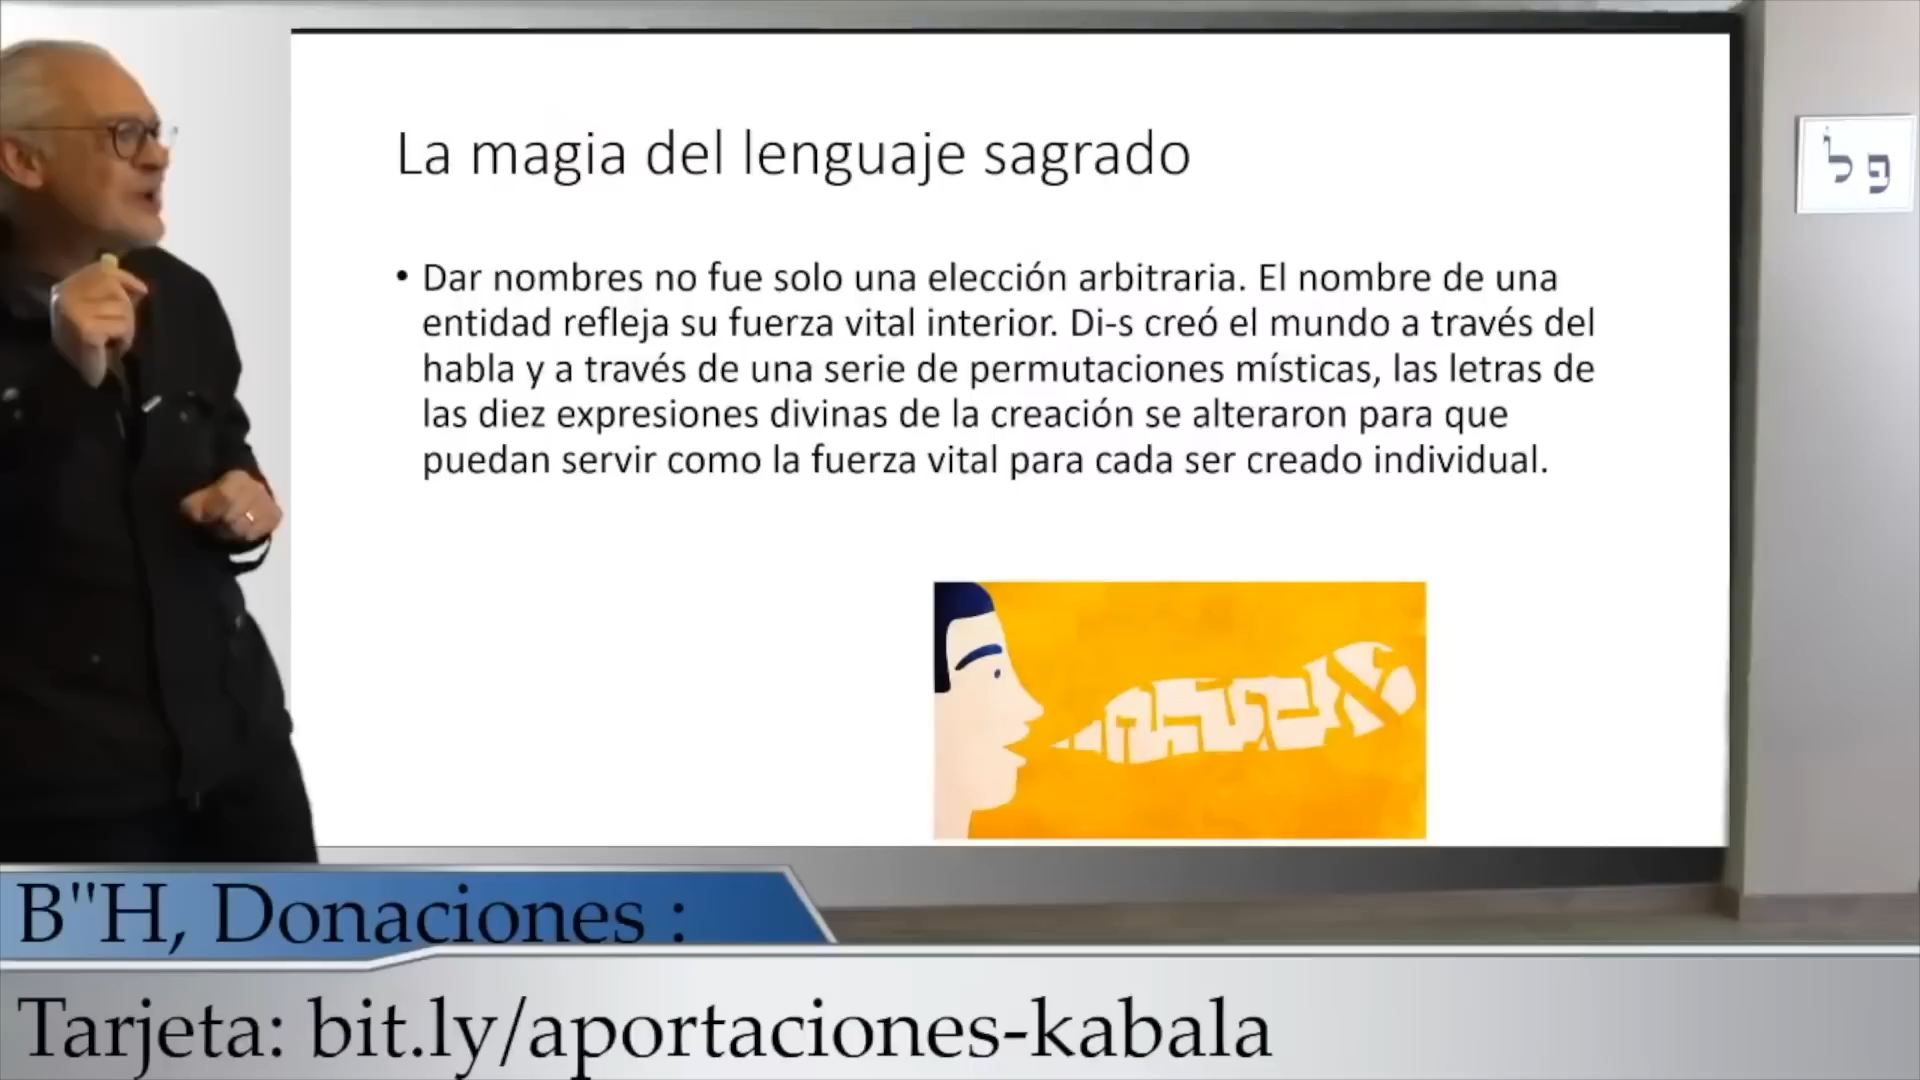 La magia del lenguaje sagrado
• Dar nombres no fue solo una elección arbitraria. El nombre de una
entidad refleja su fuerza vital interior. Di-s creó el mundo a través del
habla y a través de una serie de permutaciones místicas, las letras de
las diez expresiones divinas de la creación se alteraron para que
puedan servir como la fuerza vital para cada ser creado individual.
B"H, Donaciones :
Tarjeta: bit.ly/aportaciones-kabala